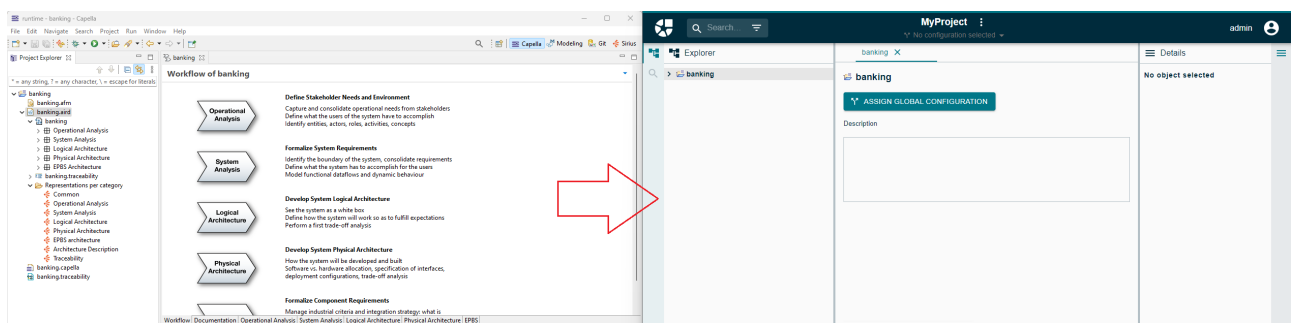 runtime - banking - Capella
File Edit Navigate Search Project Run Window Help
Capella Modeling Git Sirius
Project Explorer
* = any string, ? = any character, \ = escape for literals:
banking
banking.afm
banking.aird
banking
Operational Analysis
System Analysis
Logical Architecture
Physical Architecture
EPBS Architecture
banking.traceability
Representations per category
Common
Operational Analysis
System Analysis
Logical Architecture
Physical Architecture
EPBS architecture
Architecture Description
Traceability
banking.capella
banking.traceability
banking
Workflow of banking
Operational
Analysis
Define Stakeholder Needs and Environment
Capture and consolidate operational needs from stakeholders
Define what the users of the system have to accomplish
Identify entities, actors, roles, activities, concepts
System
Analysis
Formalize System Requirements
Identify the boundary of the system, consolidate requirements
Define what the system has to accomplish for the users
Model functional dataflows and dynamic behaviour
Logical
Architecture
Develop System Logical Architecture
See the system as a white box
Define how the system will work so as to fulfill expectations
Perform a first trade-off analysis
Physical
Architecture
Develop System Physical Architecture
How the system will be developed and built
Software vs. hardware allocation, specification of interfaces,
deployment configurations, trade-off analysis
Formalize Component Requirements
Manage industrial criteria and integration strategy: what is
Workflow Documentation Operational Analysis System Analysis Logical Architecture Physical Architecture EPBS
Search...
MyProject
No configuration selected
admin
Explorer
banking
banking
banking
ASSIGN GLOBAL CONFIGURATION
Description
Details
No object selected